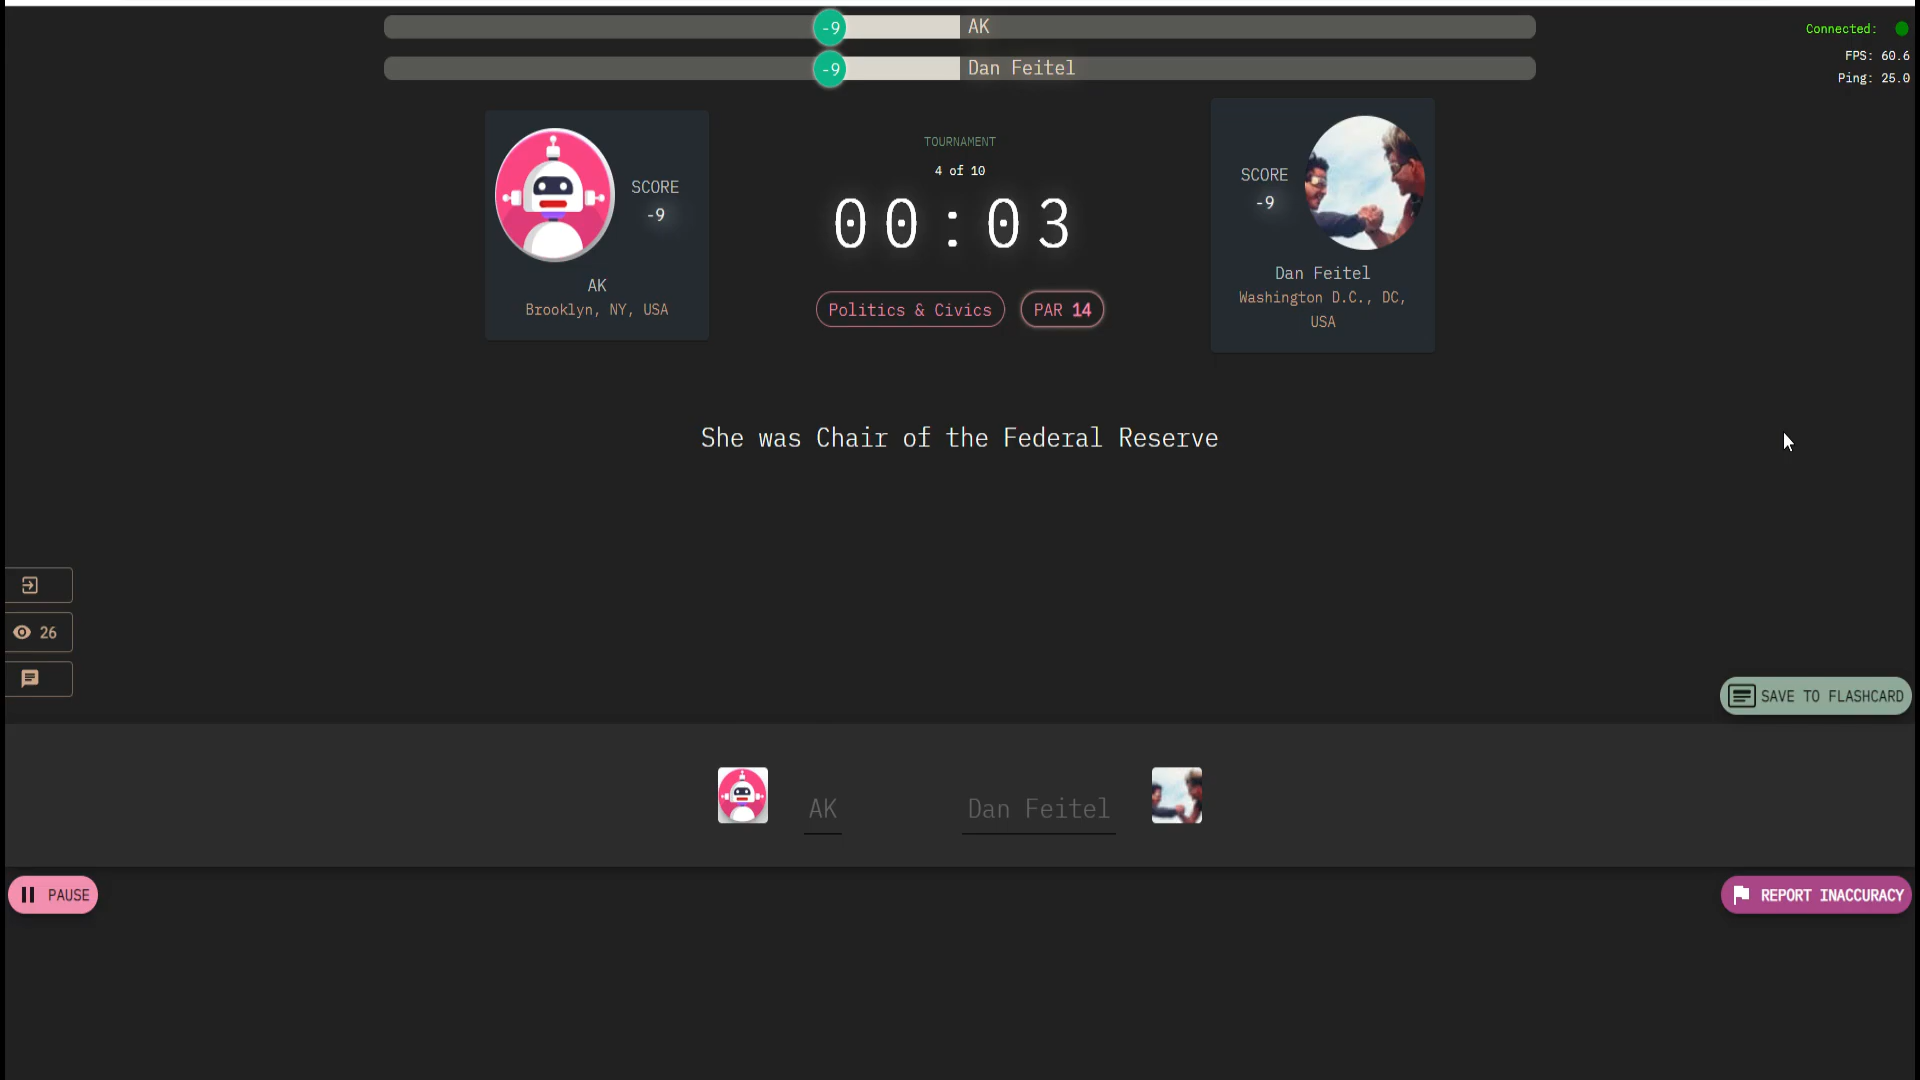 -9 AK
-9 Dan Feitel
Connected:
FPS: 60.6
Ping: 25.0
SCORE
-9
AK
Brooklyn, NY, USA
TOURNAMENT
4 of 10
00:03
Politics & Civics PAR 14
SCORE
-9
Dan Feitel
Washington D.C., DC,
USA
She was Chair of the Federal Reserve
26
SAVE TO FLASHCARD
AK Dan Feitel
PAUSE
REPORT INACCURACY